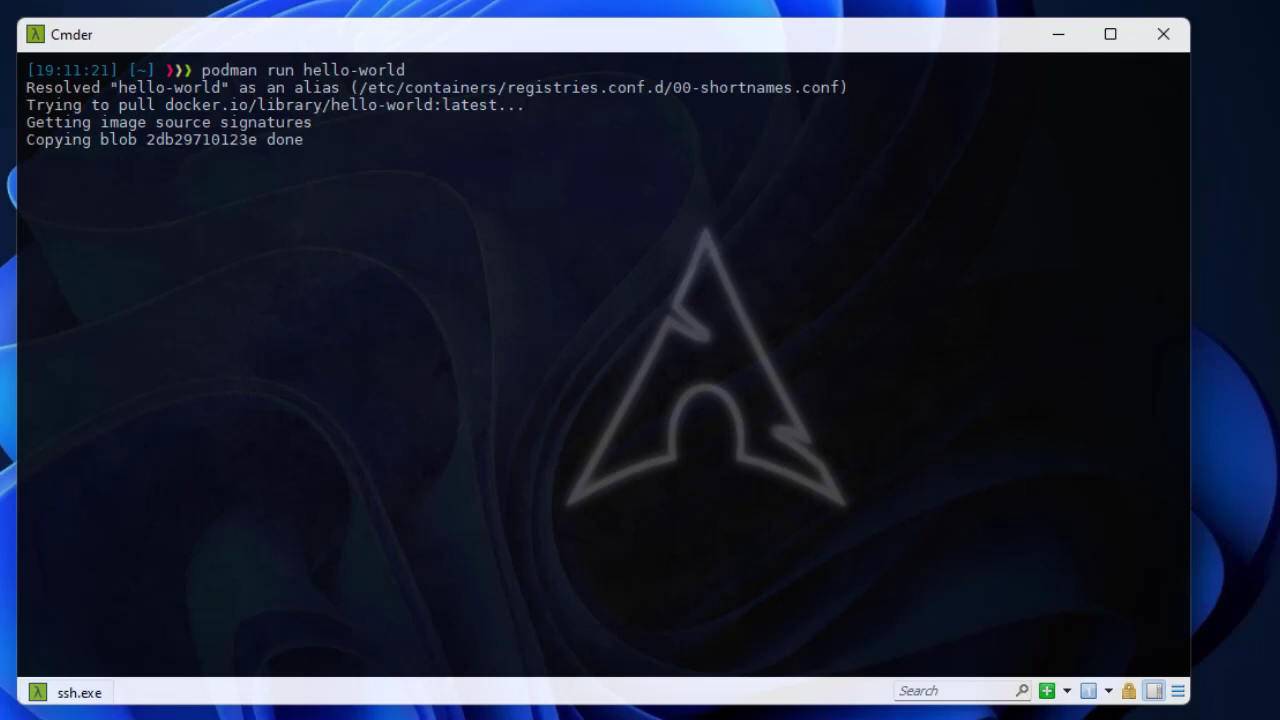 Cmder
[19:11:21] [~] ❯❯❯ podman run hello-world
Resolved "hello-world" as an alias (/etc/containers/registries.conf.d/00-shortnames.conf)
Trying to pull docker.io/library/hello-world:latest...
Getting image source signatures
Copying blob 2db29710123e done
ssh.exe
Search